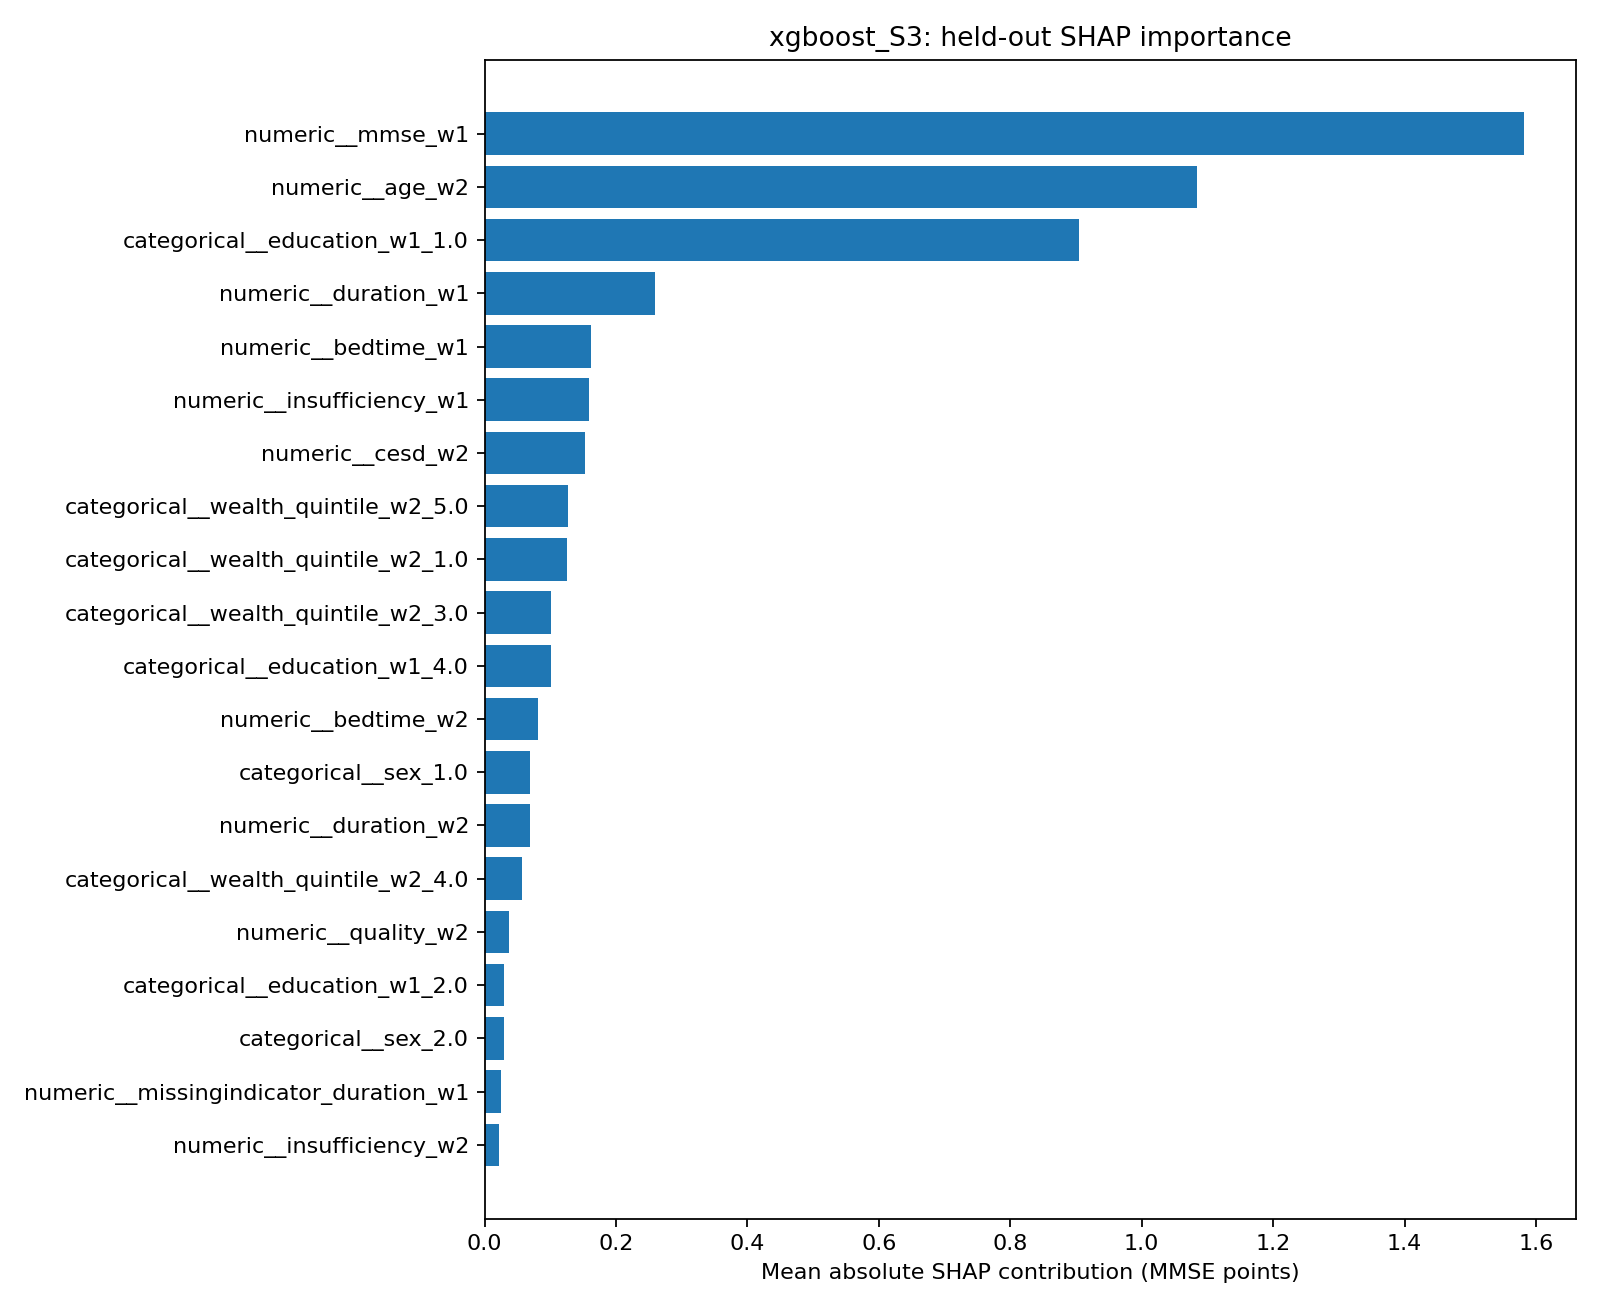 xgboost_S3: held-out SHAP importance
numeric__mmse_w1
numeric__age_w2
categorical__education_w1_1.0
numeric__duration_w1
numeric__bedtime_w1
numeric__insufficiency_w1
numeric__cesd_w2
categorical__wealth_quintile_w2_5.0
categorical__wealth_quintile_w2_1.0
categorical__wealth_quintile_w2_3.0
categorical__education_w1_4.0
numeric__bedtime_w2
categorical__sex_1.0
numeric__duration_w2
categorical__wealth_quintile_w2_4.0
numeric__quality_w2
categorical__education_w1_2.0
categorical__sex_2.0
numeric__missingindicator_duration_w1
numeric__insufficiency_w2
0.0 0.2 0.4 0.6 0.8 1.0 1.2 1.4 1.6
Mean absolute SHAP contribution (MMSE points)